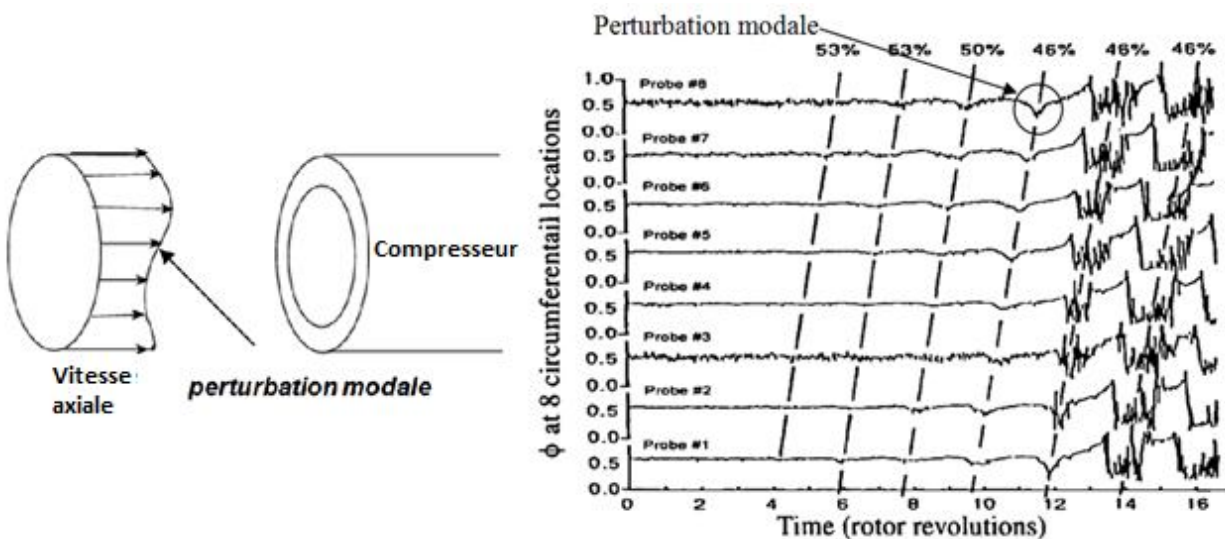 Vitesse
axiale
perturbation modale
Compresseur
Perturbation modale
53% 53% 50% 46% 46% 46%
ϕ at 8 circumferentail locations
1.0
Probe #8
0.5
0.0
Probe #7
0.5
0.0
Probe #6
0.5
0.0
Probe #5
0.5
0.0
Probe #4
0.5
0.0
Probe #3
0.5
0.0
Probe #2
0.5
0.0
Probe #1
0.5
0.0
0 2 4 6 8 10 12 14 16
Time (rotor revolutions)